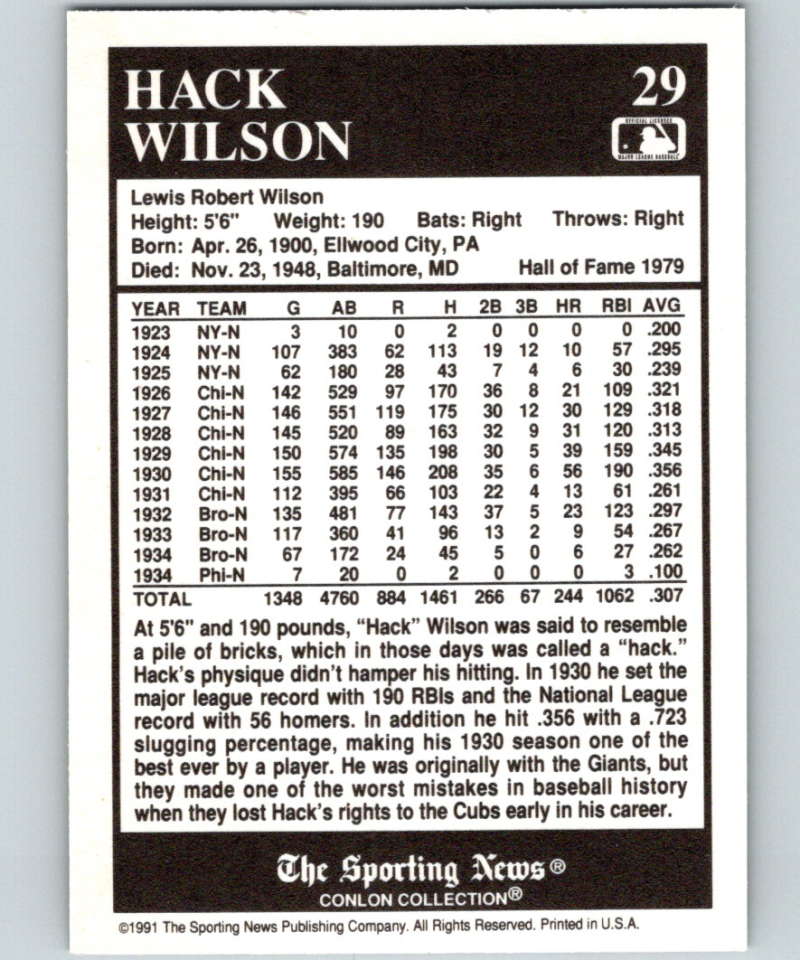 HACK
WILSON
29
OFFICIAL LICENSEE
MAJOR LEAGUE BASEBALL
Lewis Robert Wilson
Height: 5'6" Weight: 190 Bats: Right Throws: Right
Born: Apr. 26, 1900, Ellwood City, PA
Died: Nov. 23, 1948, Baltimore, MD Hall of Fame 1979
YEAR TEAM G AB R H 2B 3B HR RBI AVG
1923 NY-N 3 10 0 2 0 0 0 0 .200
1924 NY-N 107 383 62 113 19 12 10 57 .295
1925 NY-N 62 180 28 43 7 4 6 30 .239
1926 Chi-N 142 529 97 170 36 8 21 109 .321
1927 Chi-N 146 551 119 175 30 12 30 129 .318
1928 Chi-N 145 520 89 163 32 9 31 120 .313
1929 Chi-N 150 574 135 198 30 5 39 159 .345
1930 Chi-N 155 585 146 208 35 6 56 190 .356
1931 Chi-N 112 395 66 103 22 4 13 61 .261
1932 Bro-N 135 481 77 143 37 5 23 123 .297
1933 Bro-N 117 360 41 96 13 2 9 54 .267
1934 Bro-N 67 172 24 45 5 0 6 27 .262
1934 Phi-N 7 20 0 2 0 0 0 3 .100
TOTAL 1348 4760 884 1461 266 67 244 1062 .307
At 5'6" and 190 pounds, "Hack" Wilson was said to resemble
a pile of bricks, which in those days was called a "hack."
Hack's physique didn't hamper his hitting. In 1930 he set the
major league record with 190 RBIs and the National League
record with 56 homers. In addition he hit .356 with a .723
slugging percentage, making his 1930 season one of the
best ever by a player. He was originally with the Giants, but
they made one of the worst mistakes in baseball history
when they lost Hack's rights to the Cubs early in his career.
The Sporting News®
CONLON COLLECTION®
©1991 The Sporting News Publishing Company. All Rights Reserved. Printed in U.S.A.